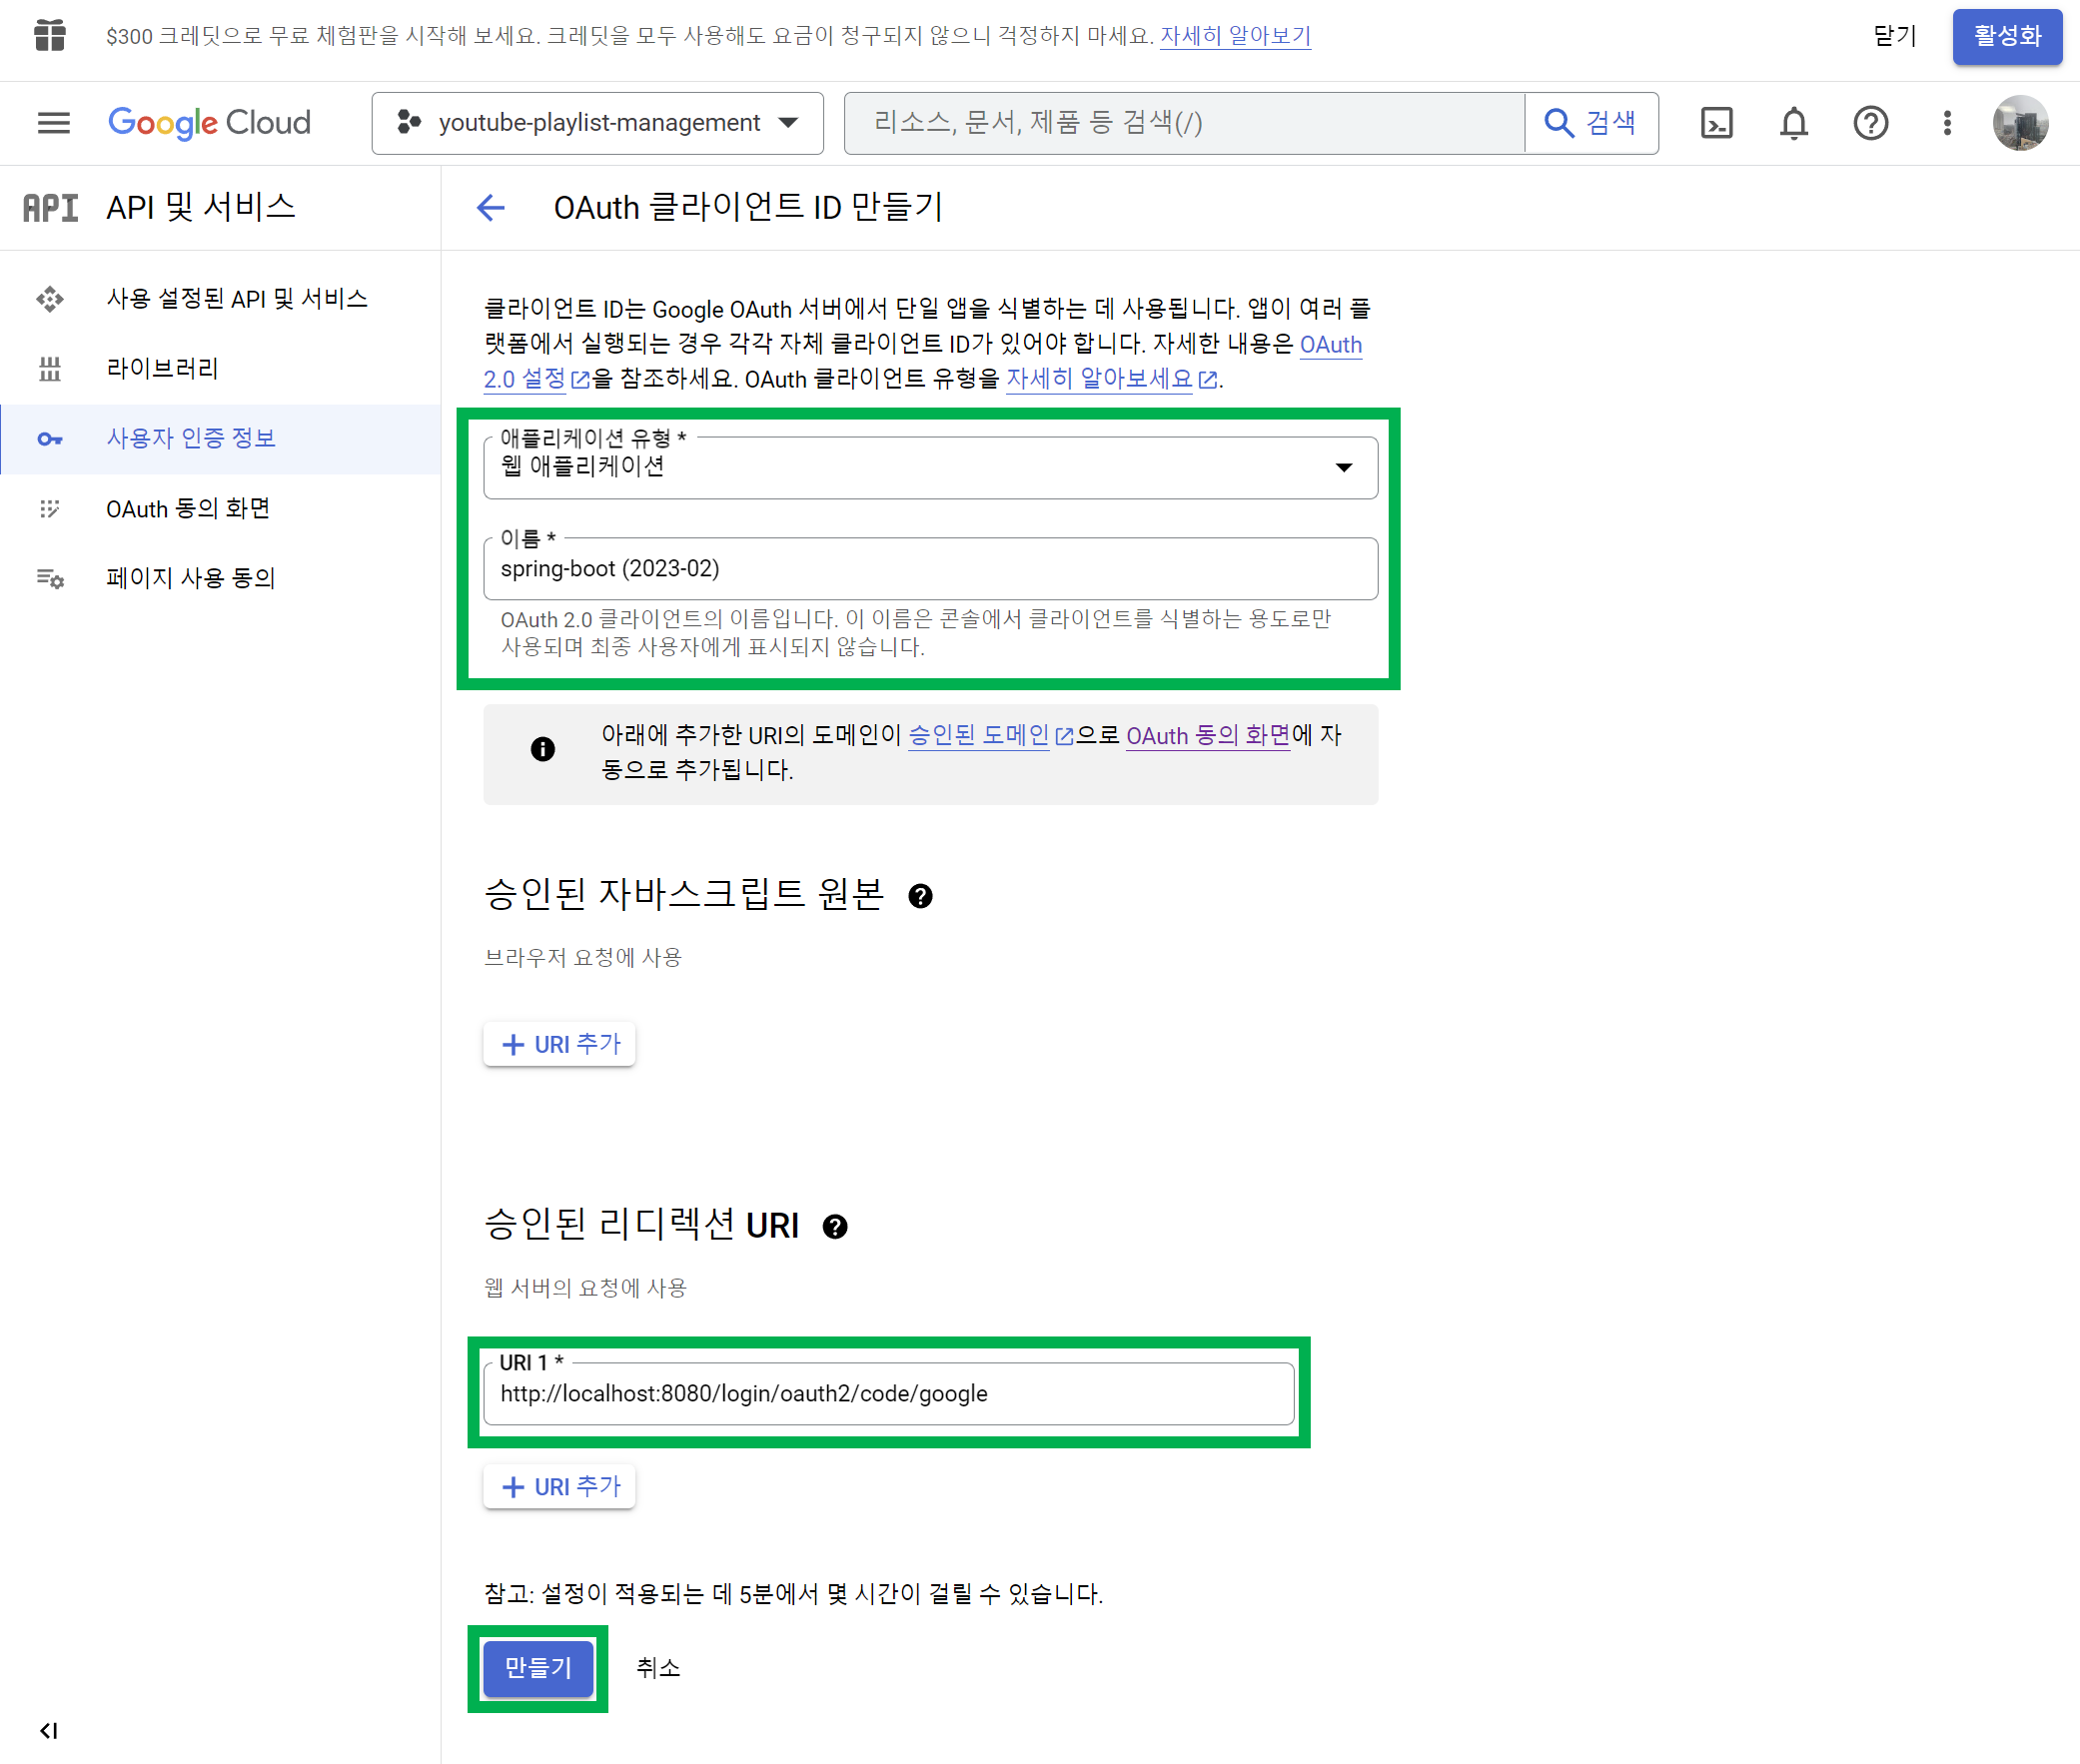 $300 크레딧으로 무료 체험판을 시작해 보세요. 크레딧을 모두 사용해도 요금이 청구되지 않으니 걱정하지 마세요. 자세히 알아보기
닫기
활성화
Google Cloud
youtube-playlist-management
리소스, 문서, 제품 등 검색(/)
검색
API
API 및 서비스
OAuth 클라이언트 ID 만들기
사용 설정된 API 및 서비스
라이브러리
사용자 인증 정보
OAuth 동의 화면
페이지 사용 동의
클라이언트 ID는 Google OAuth 서버에서 단일 앱을 식별하는 데 사용됩니다. 앱이 여러 플
랫폼에서 실행되는 경우 각각 자체 클라이언트 ID가 있어야 합니다. 자세한 내용은 OAuth
2.0 설정을 참조하세요. OAuth 클라이언트 유형을 자세히 알아보세요.
애플리케이션 유형 *
웹 애플리케이션
이름 *
spring-boot (2023-02)
OAuth 2.0 클라이언트의 이름입니다. 이 이름은 콘솔에서 클라이언트를 식별하는 용도로만
사용되며 최종 사용자에게 표시되지 않습니다.
아래에 추가한 URI의 도메인이 승인된 도메인으로 OAuth 동의 화면에 자
동으로 추가됩니다.
승인된 자바스크립트 원본
브라우저 요청에 사용
+ URI 추가
승인된 리디렉션 URI
웹 서버의 요청에 사용
URI 1 *
http://localhost:8080/login/oauth2/code/google
+ URI 추가
참고: 설정이 적용되는 데 5분에서 몇 시간이 걸릴 수 있습니다.
만들기
취소